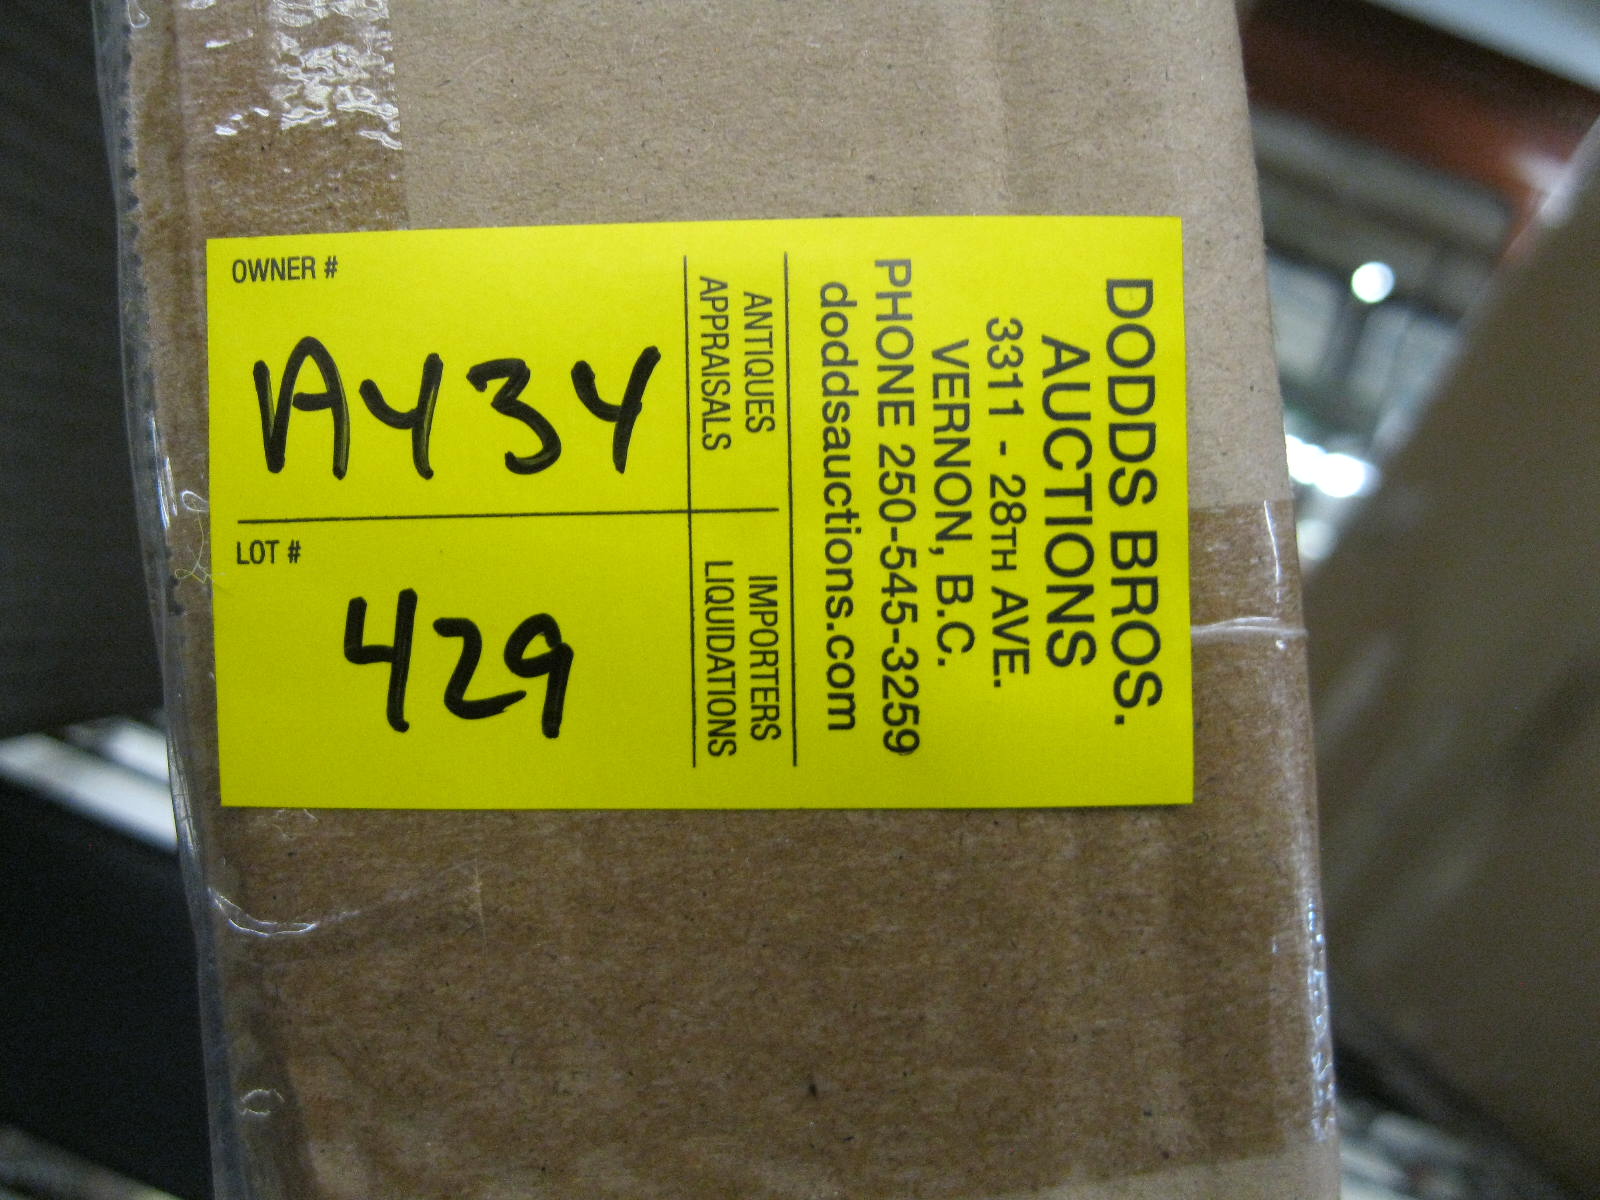 DODDS BROS.
AUCTIONS
3311 - 28TH AVE.
VERNON, B.C.
PHONE 250-545-3259
doddsauctions.com
ANTIQUES
APPRAISALS
IMPORTERS
LIQUIDATIONS
OWNER #
A434
LOT #
429